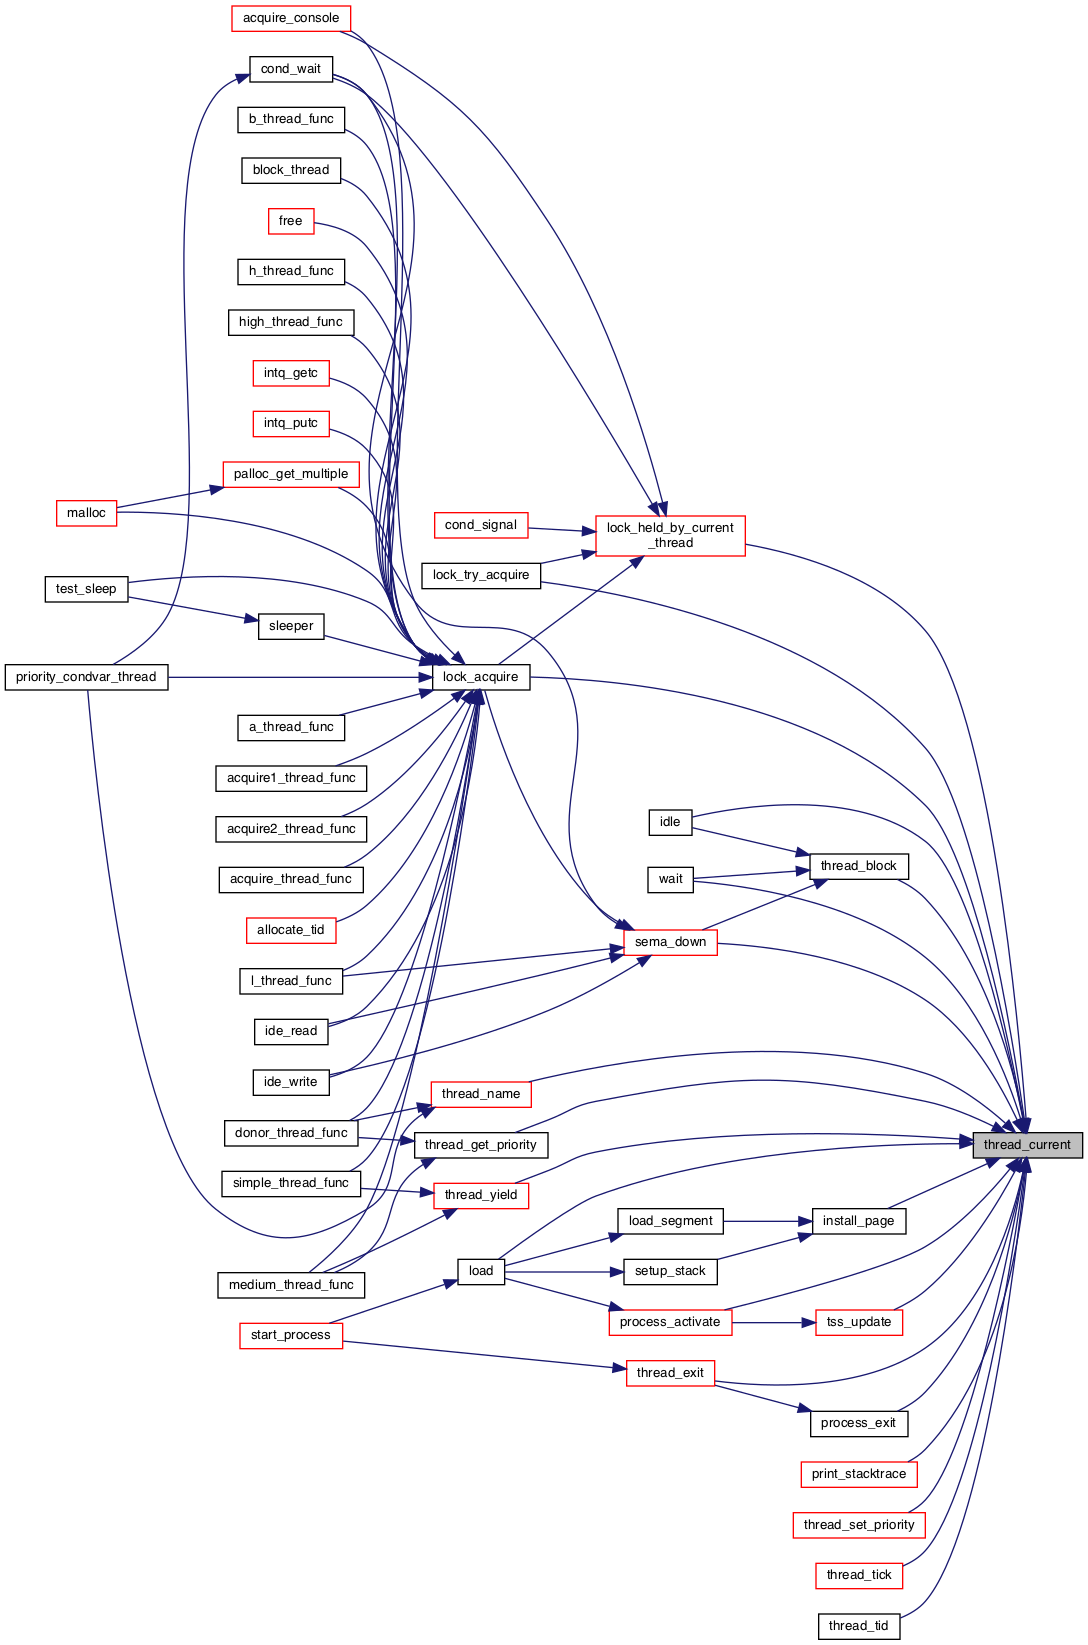 acquire_console
cond_wait
b_thread_func
block_thread
free
h_thread_func
high_thread_func
intq_getc
intq_putc
palloc_get_multiple
malloc
cond_signal
lock_held_by_current
_thread
lock_try_acquire
test_sleep
sleeper
priority_condvar_thread
lock_acquire
a_thread_func
acquire1_thread_func
idle
acquire2_thread_func
thread_block
acquire_thread_func
wait
allocate_tid
sema_down
l_thread_func
ide_read
ide_write
thread_name
donor_thread_func
thread_get_priority
thread_current
simple_thread_func
thread_yield
load_segment
install_page
medium_thread_func
load
setup_stack
start_process
process_activate
tss_update
thread_exit
process_exit
print_stacktrace
thread_set_priority
thread_tick
thread_tid